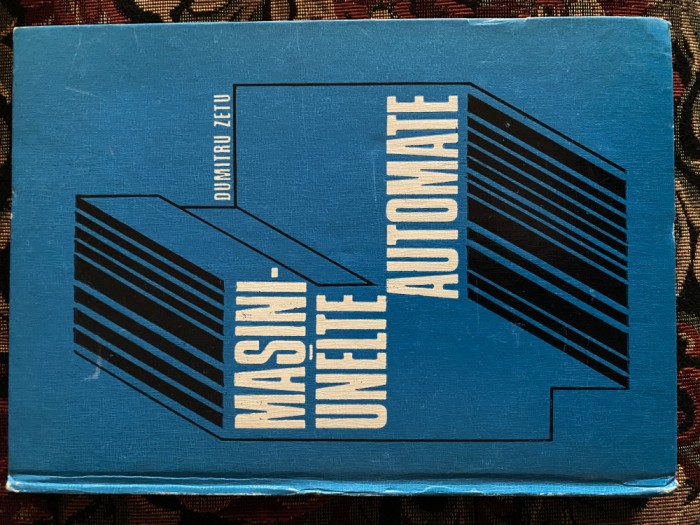 DUMITRU ZETU
MAȘINI-
UNELTE
AUTOMATE